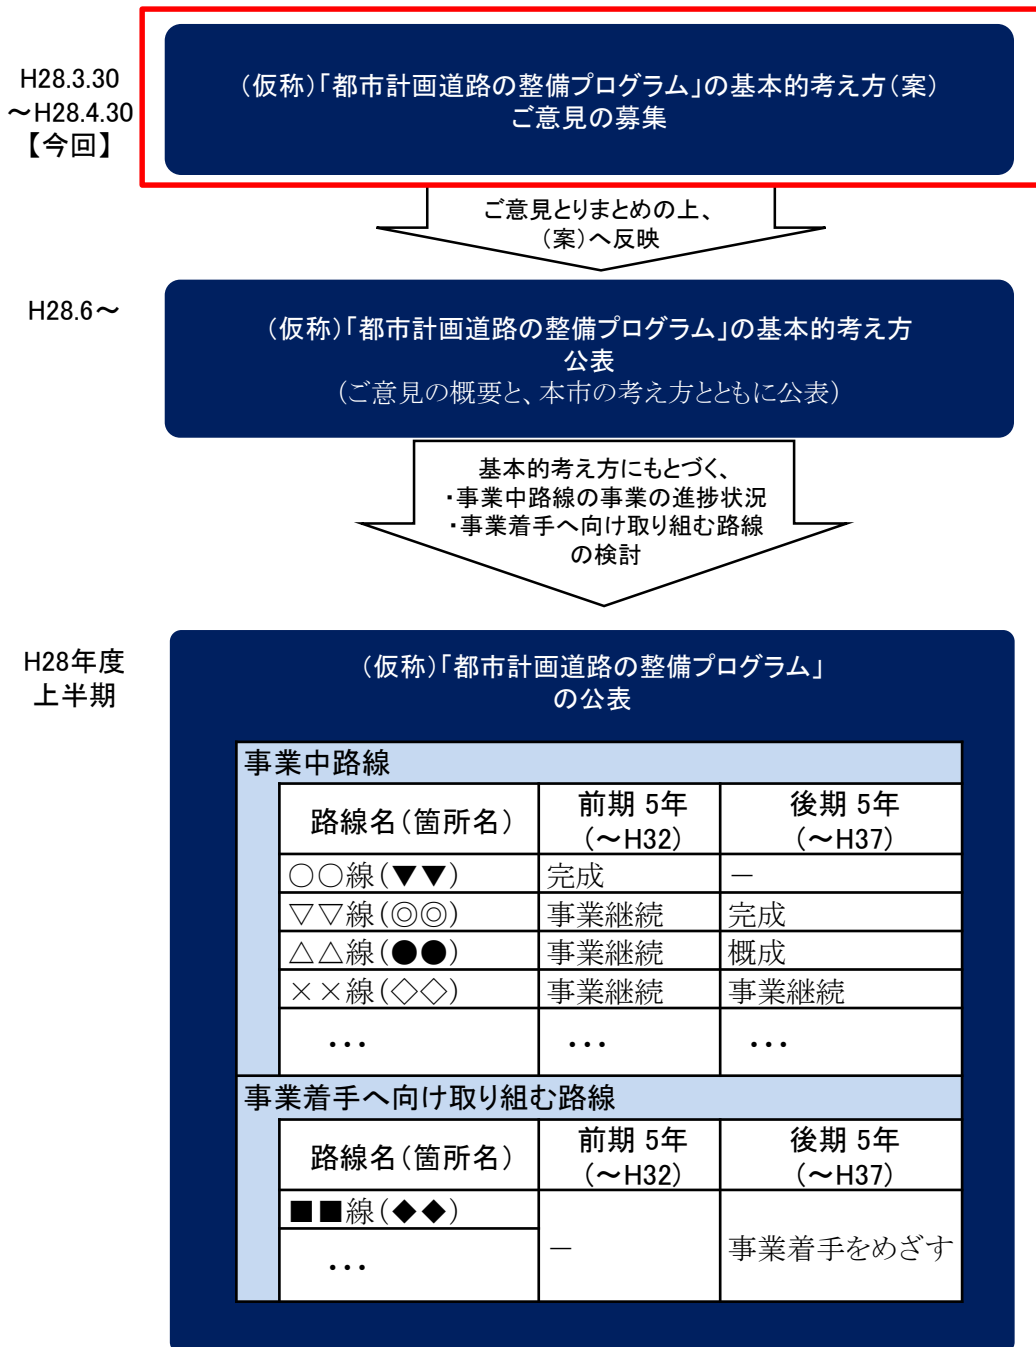 H28.3.30
～H28.4.30
【今回】
（仮称）「都市計画道路の整備プログラム」の基本的考え方（案）
ご意見の募集
ご意見とりまとめの上、
（案）へ反映
H28.6～
（仮称）「都市計画道路の整備プログラム」の基本的考え方
公表
（ご意見の概要と、本市の考え方とともに公表）
基本的考え方にもとづく、
・事業中路線の事業の進捗状況
・事業着手へ向け取り組む路線
の検討
H28年度
上半期
（仮称）「都市計画道路の整備プログラム」
の公表
事業中路線
路線名（箇所名） 前期 5年 後期 5年
（～H32） （～H37）
○○線（▼▼） 完成 －
▽▽線（◎◎） 事業継続 完成
△△線（●●） 事業継続 概成
××線（◇◇） 事業継続 事業継続
・・・ ・・・ ・・・
事業着手へ向け取り組む路線
路線名（箇所名） 前期 5年 後期 5年
（～H32） （～H37）
■■線（◆◆）
－ 事業着手をめざす
・・・